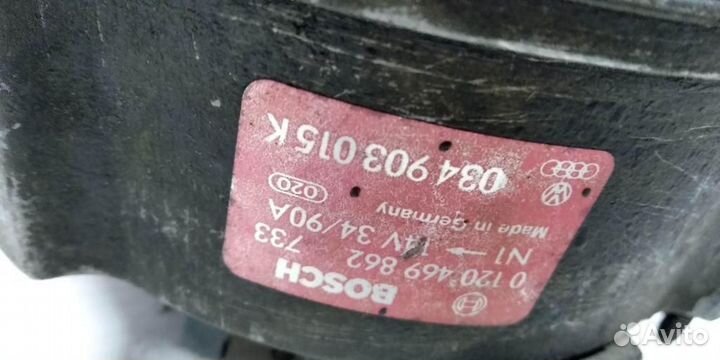 BOSCH
0 120 469 862
733
N1 ← 14V 34/90A
Made in Germany
020
034 903 015 K
Avito